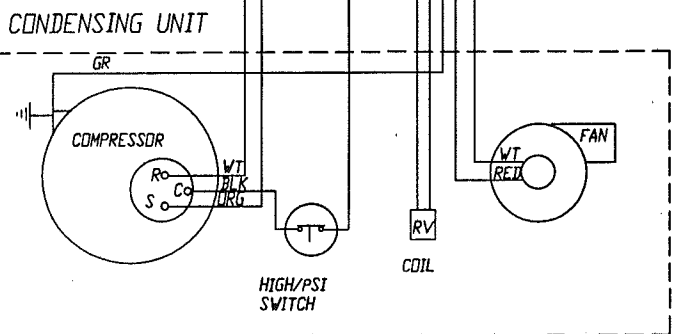 CONDENSING UNIT
GR
COMPRESSOR
R
WT
C
BLK
S
ORG
FAN
WT
RED
RV
COIL
HIGH/PSI
SWITCH